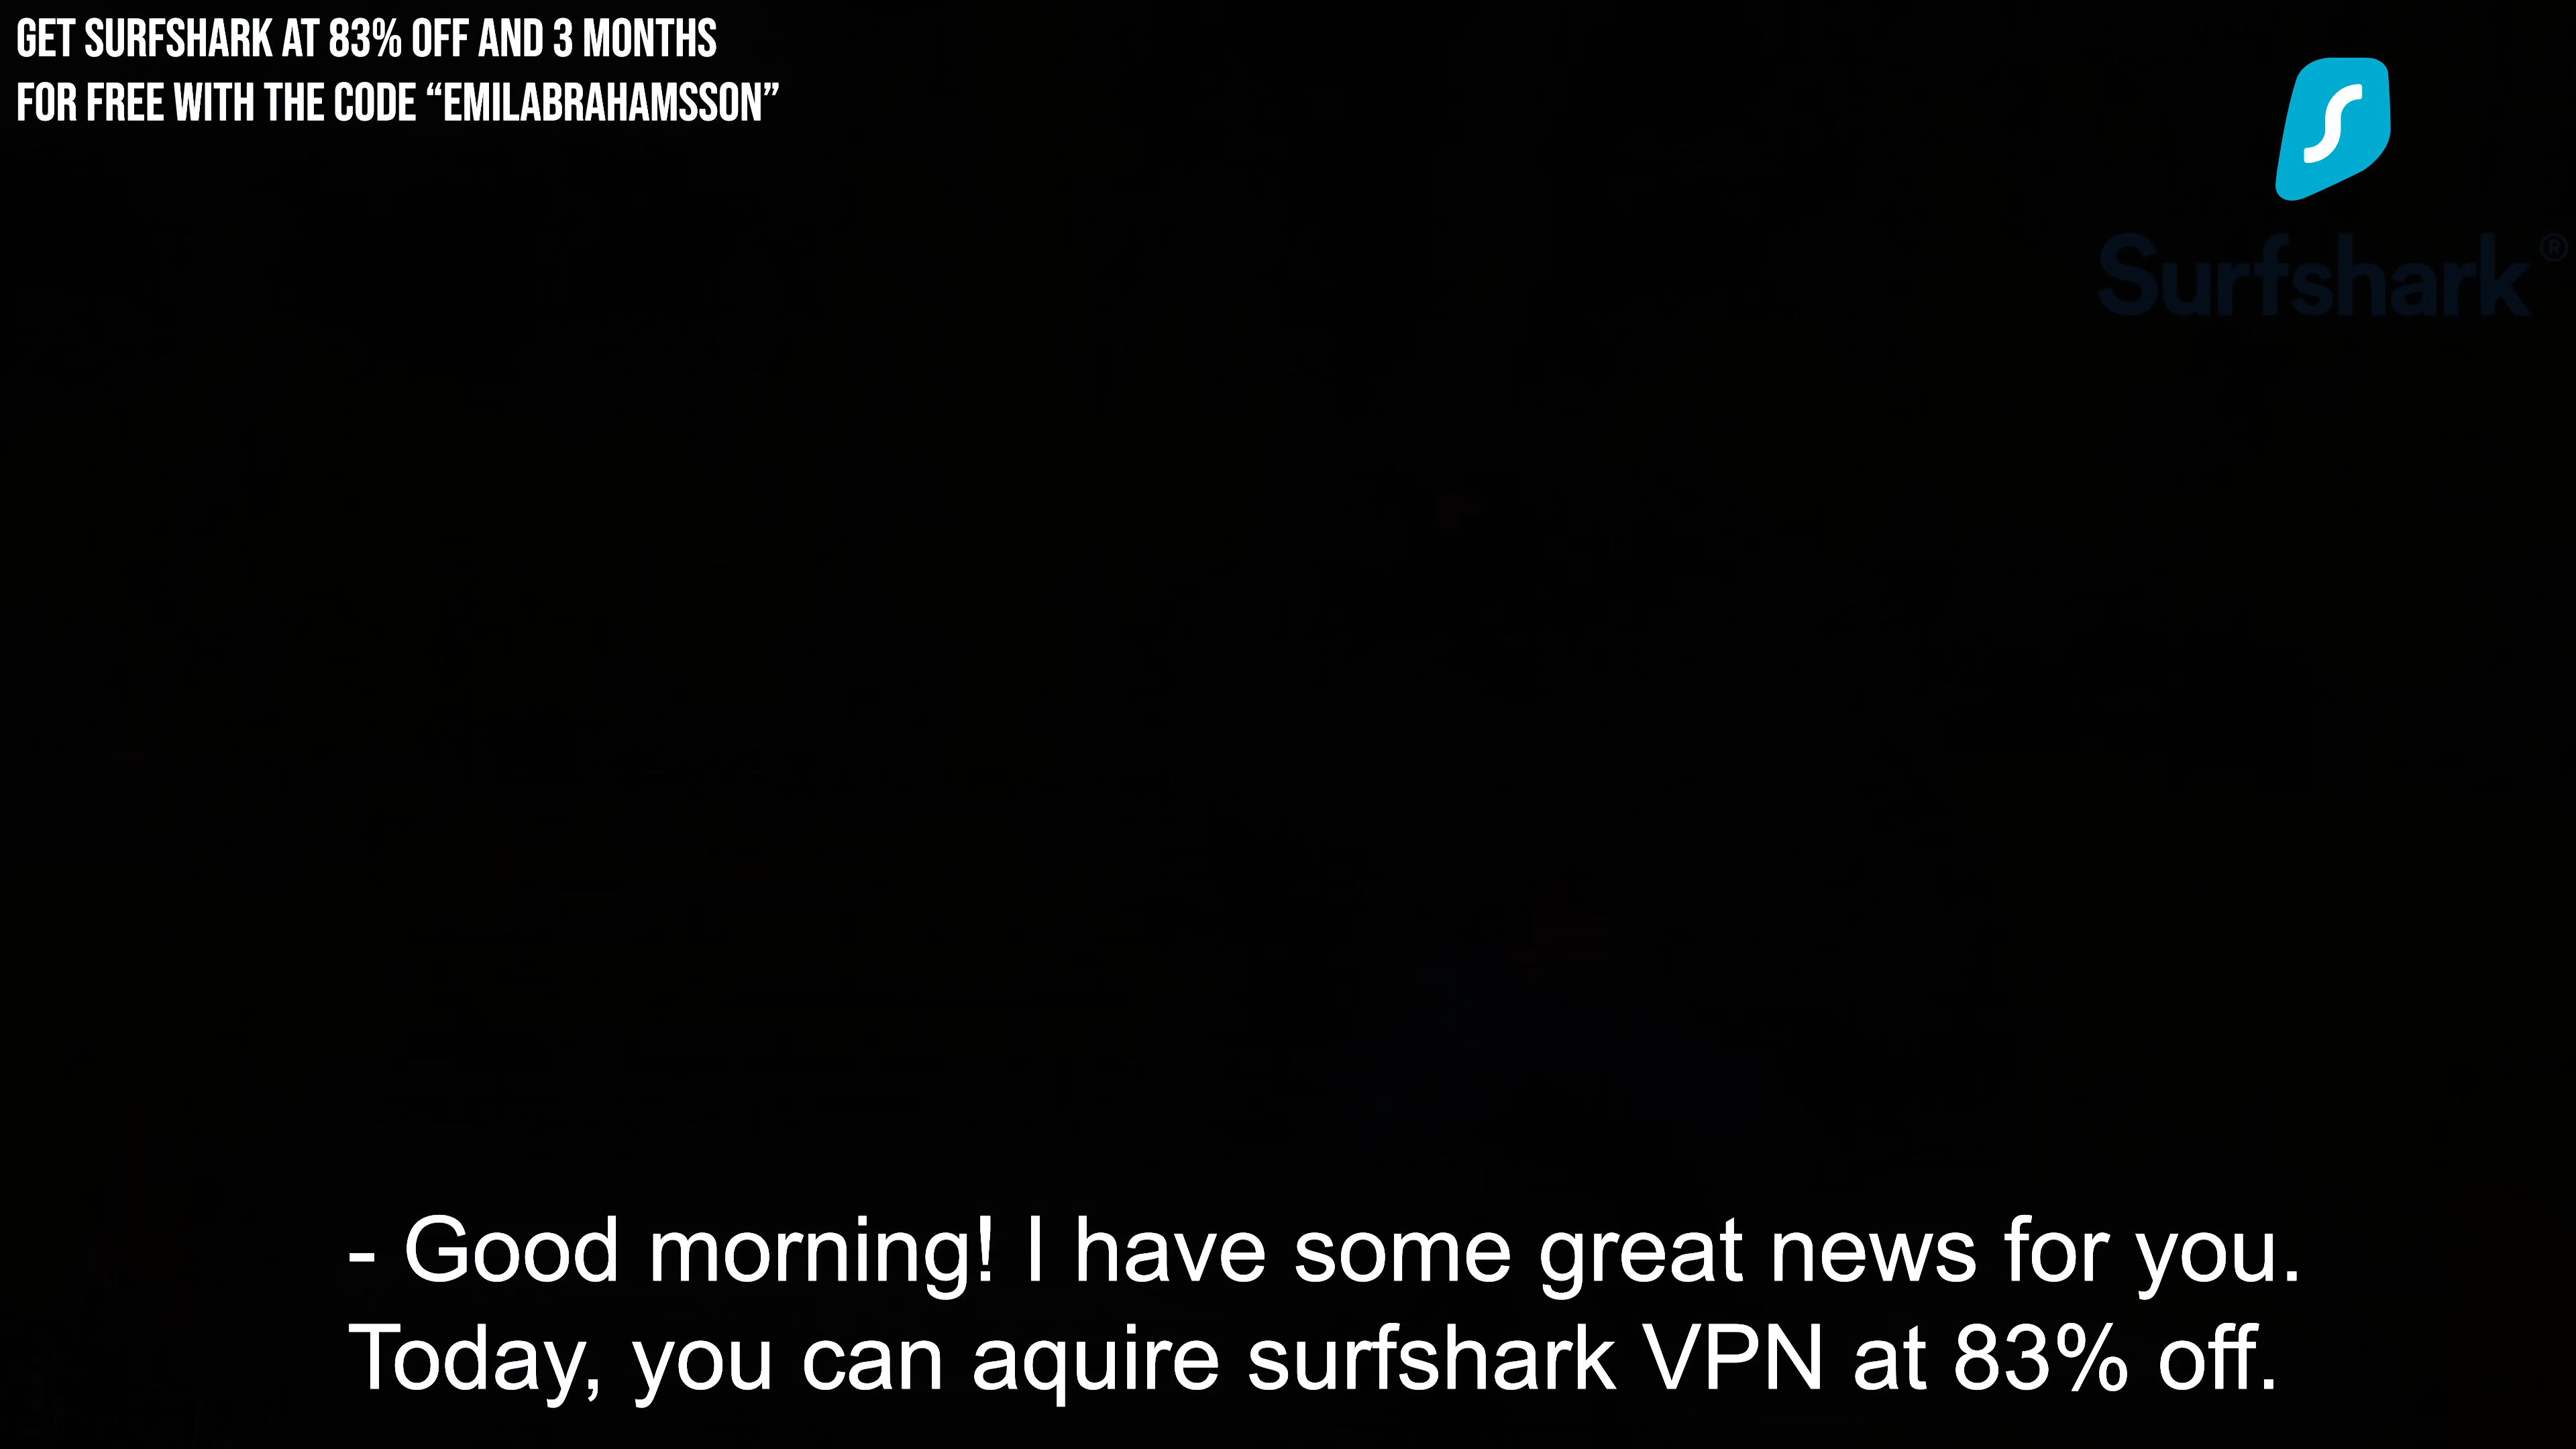 GET SURFSHARK AT 83% OFF AND 3 MONTHS
FOR FREE WITH THE CODE “EMILABRAHAMSSON”
Surfshark®
- Good morning! I have some great news for you.
Today, you can aquire surfshark VPN at 83% off.